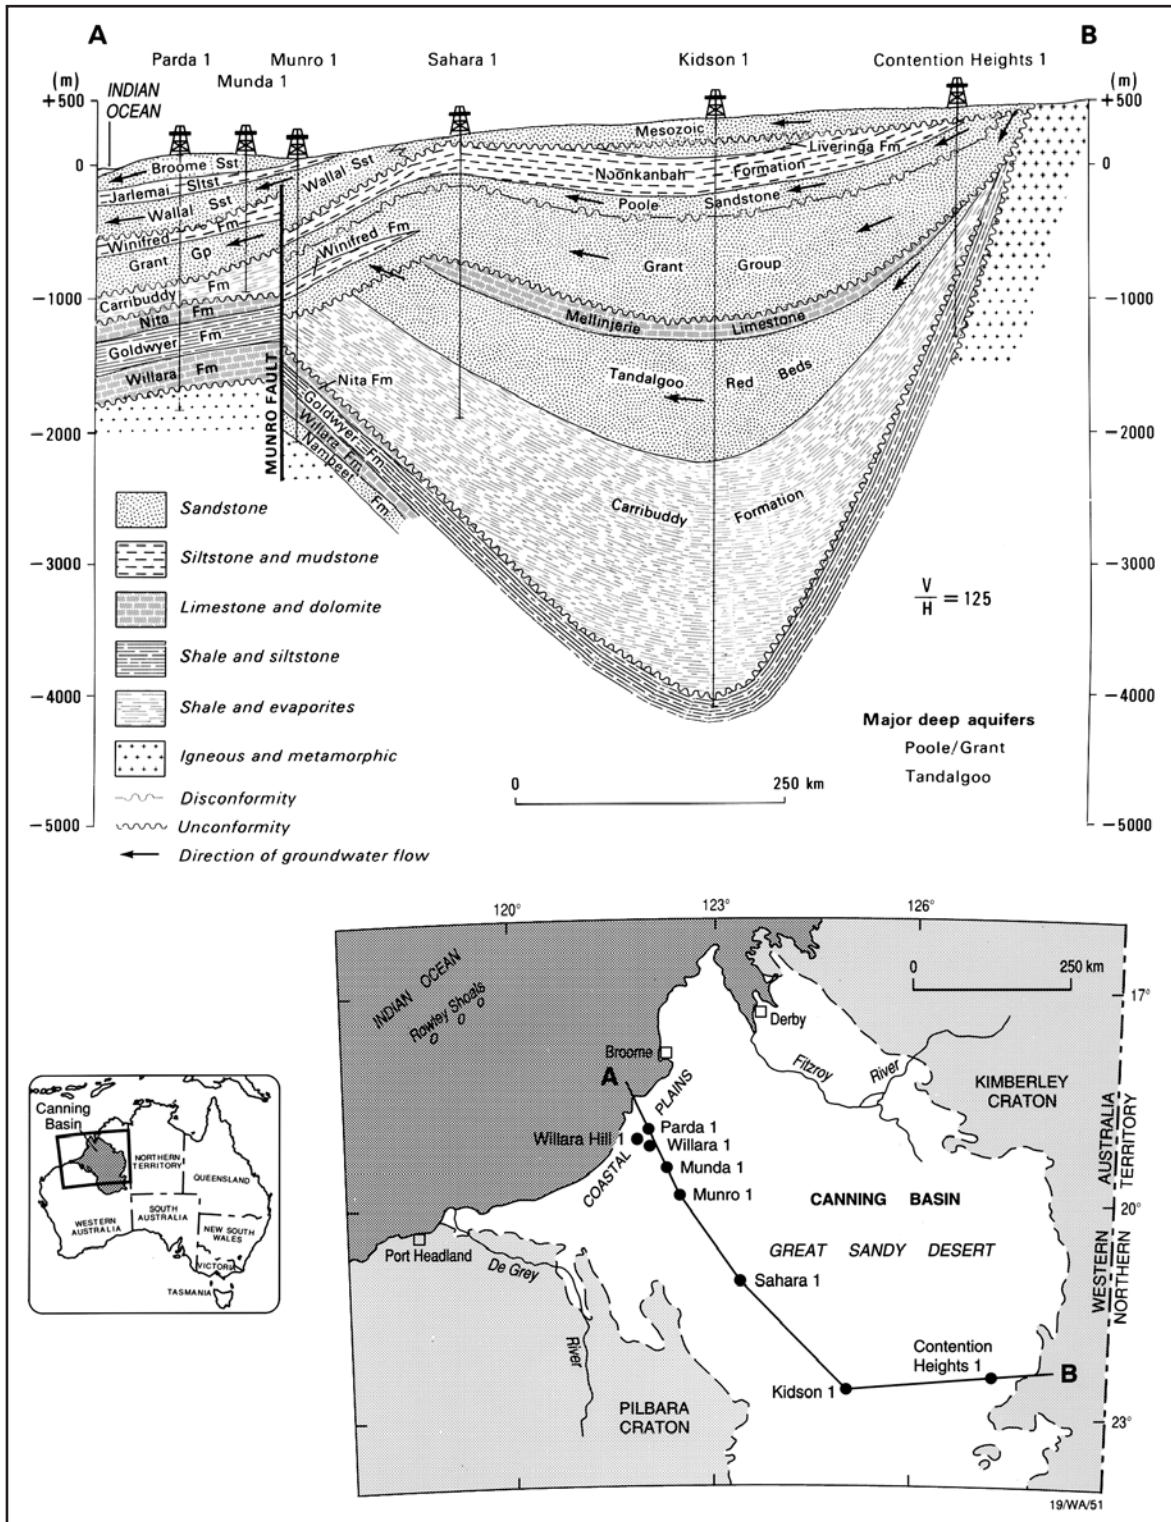 A
B
Parda 1
Munda 1
Munro 1
Sahara 1
Kidson 1
Contention Heights 1
(m)
(m)
+500
INDIAN
OCEAN
+500
0
0
−1000
−1000
−2000
−2000
−3000
−3000
−4000
−4000
−5000
−5000
Broome Sst
Jarlemai Sltst
Wallal Sst
Winifred Fm
Grant Gp
Carribuddy Fm
Nita Fm
Goldwyer Fm
Willara Fm
MUNRO FAULT
Wallal Sst
Winifred Fm
Nita Fm
Goldwyer Fm
Willara Fm
Nambeet Fm
Mesozoic
Liveringa Fm
Noonkanbah Formation
Poole Sandstone
Grant Group
Mellinjerie Limestone
Tandalgoo Red Beds
Carribuddy Formation
Sandstone
Siltstone and mudstone
Limestone and dolomite
Shale and siltstone
Shale and evaporites
Igneous and metamorphic
Disconformity
Unconformity
Direction of groundwater flow
V
H = 125
Major deep aquifers
Poole/Grant
Tandalgoo
0 250 km
120°
123°
126°
0 250 km
17°
20°
23°
INDIAN OCEAN
Rowley Shoals
Broome
Derby
Fitzroy River
KIMBERLEY
CRATON
A
COASTAL PLAINS
Parda 1
Willara Hill 1
Willara 1
Munda 1
Munro 1
CANNING BASIN
GREAT SANDY DESERT
Port Headland
De Grey River
Sahara 1
Contention
Heights 1
B
Kidson 1
PILBARA
CRATON
WESTERN AUSTRALIA
NORTHERN TERRITORY
19/WA/51
Canning
Basin
NORTHERN
TERRITORY
QUEENSLAND
WESTERN
AUSTRALIA
SOUTH
AUSTRALIA
NEW SOUTH
WALES
VICTORIA
TASMANIA